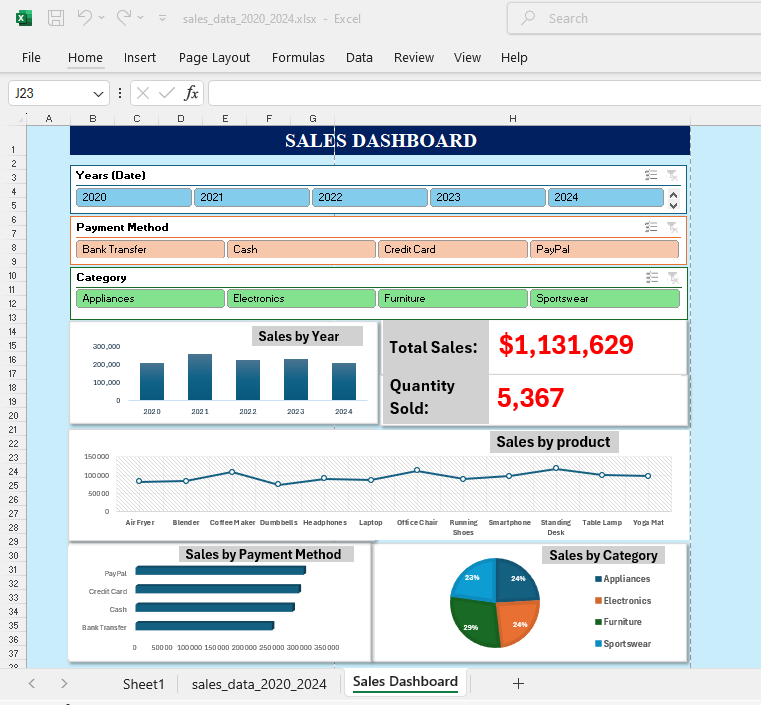 sales_data_2020_2024.xlsx - Excel
Search
File Home Insert Page Layout Formulas Data Review View Help
J23 fx
A B C D E F G H
1
2
3
4
5
6
7
8
9
10
11
12
13
14
15
16
17
18
19
20
21
22
23
24
25
26
27
28
29
30
31
32
33
34
35
36
37
38
SALES DASHBOARD
Years (Date)
2020 2021 2022 2023 2024
Payment Method
Bank Transfer Cash Credit Card PayPal
Category
Appliances Electronics Furniture Sportswear
Sales by Year
300,000
200,000
100,000
0
2020 2021 2022 2023 2024
Total Sales: $1,131,629
Quantity
Sold:
5,367
Sales by product
150000
100000
50000
0
Air Fryer Blender Coffee Maker Dumbbells Headphones Laptop Office Chair Running Smartphone Standing Table Lamp Yoga Mat
Shoes Desk
Sales by Payment Method
PayPal
Credit Card
Cash
Bank Transfer
0 50000 100000 150000 200000 250000 300000 350000
Sales by Category
23% 24%
29% 24%
Appliances
Electronics
Furniture
Sportswear
Sheet1 sales_data_2020_2024 Sales Dashboard